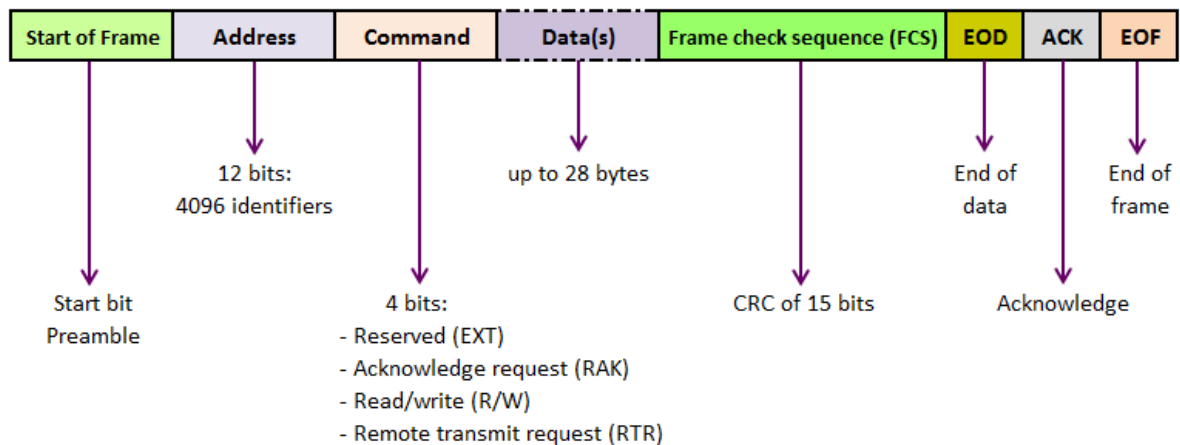 Start of Frame
Address
Command
Data(s)
Frame check sequence (FCS)
EOD
ACK
EOF
12 bits:
4096 identifiers
up to 28 bytes
End of
data
End of
frame
Start bit
Preamble
4 bits:
- Reserved (EXT)
- Acknowledge request (RAK)
- Read/write (R/W)
- Remote transmit request (RTR)
CRC of 15 bits
Acknowledge